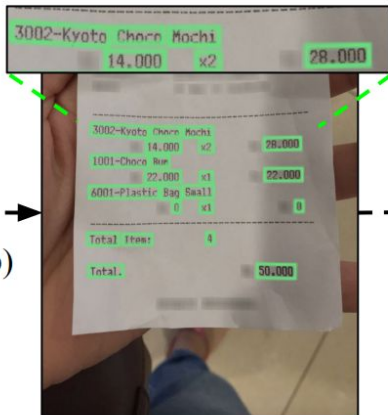 3002-Kyoto Choco Mochi
14.000 x2 28.000
3002-Kyoto Choco Mochi
14.000 x2 28.000
1001-Choco Bun
22.000 x1 22.000
6001-Plastic Bag Small
0 x1 0
Total Item: 4
Total. 50.000
)